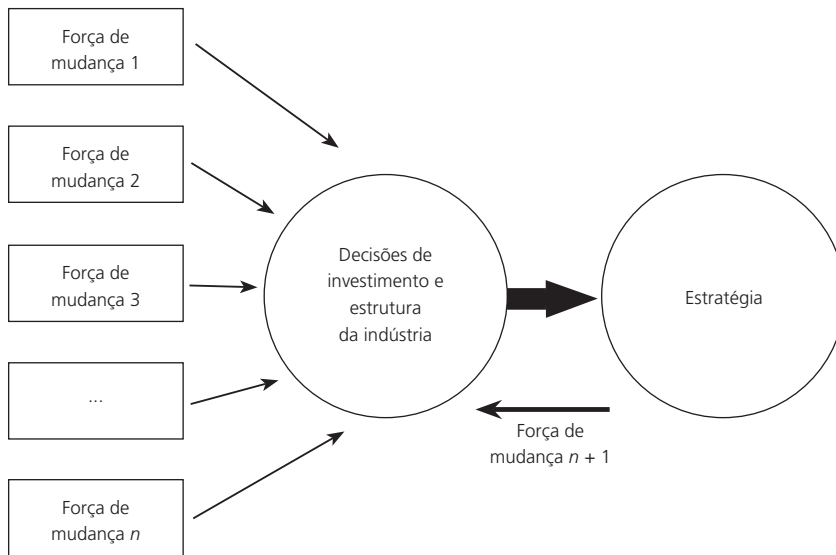 Força de
mudança 1
Força de
mudança 2
Força de
mudança 3
...
Força de
mudança n
Decisões de
investimento e
estrutura
da indústria
Estratégia
Força de
mudança n + 1